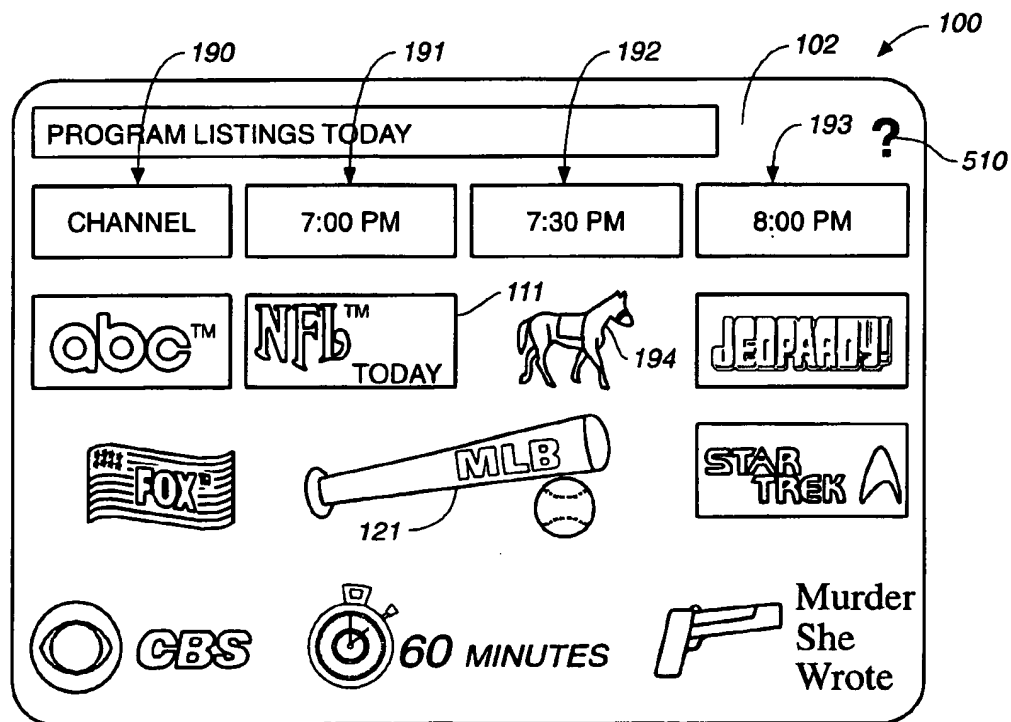 100
190 191 192 102
PROGRAM LISTINGS TODAY 193 ?
510
CHANNEL 7:00 PM 7:30 PM 8:00 PM
abc™ NFL™ TODAY 111 194 JEOPARDY!
FOX™ MLB STAR
TREK
121
CBS 60 MINUTES Murder
She
Wrote